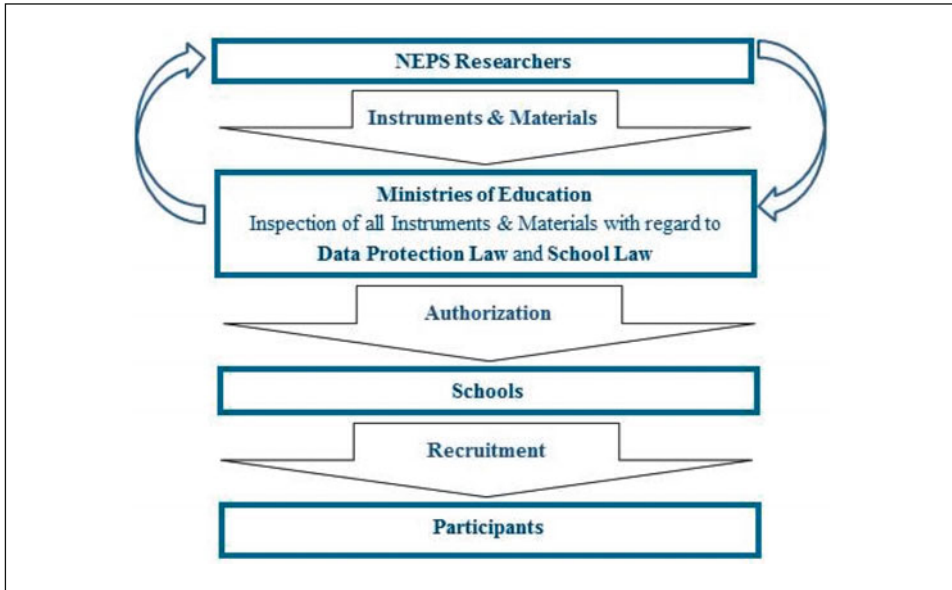 NEPS Researchers
Instruments & Materials
Ministries of Education
Inspection of all Instruments & Materials with regard to
Data Protection Law and School Law
Authorization
Schools
Recruitment
Participants